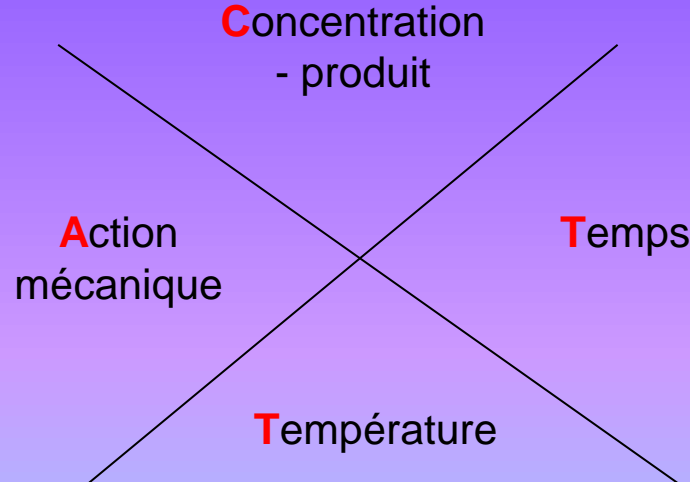 Concentration
- produit
Action
mécanique
Temps
Température